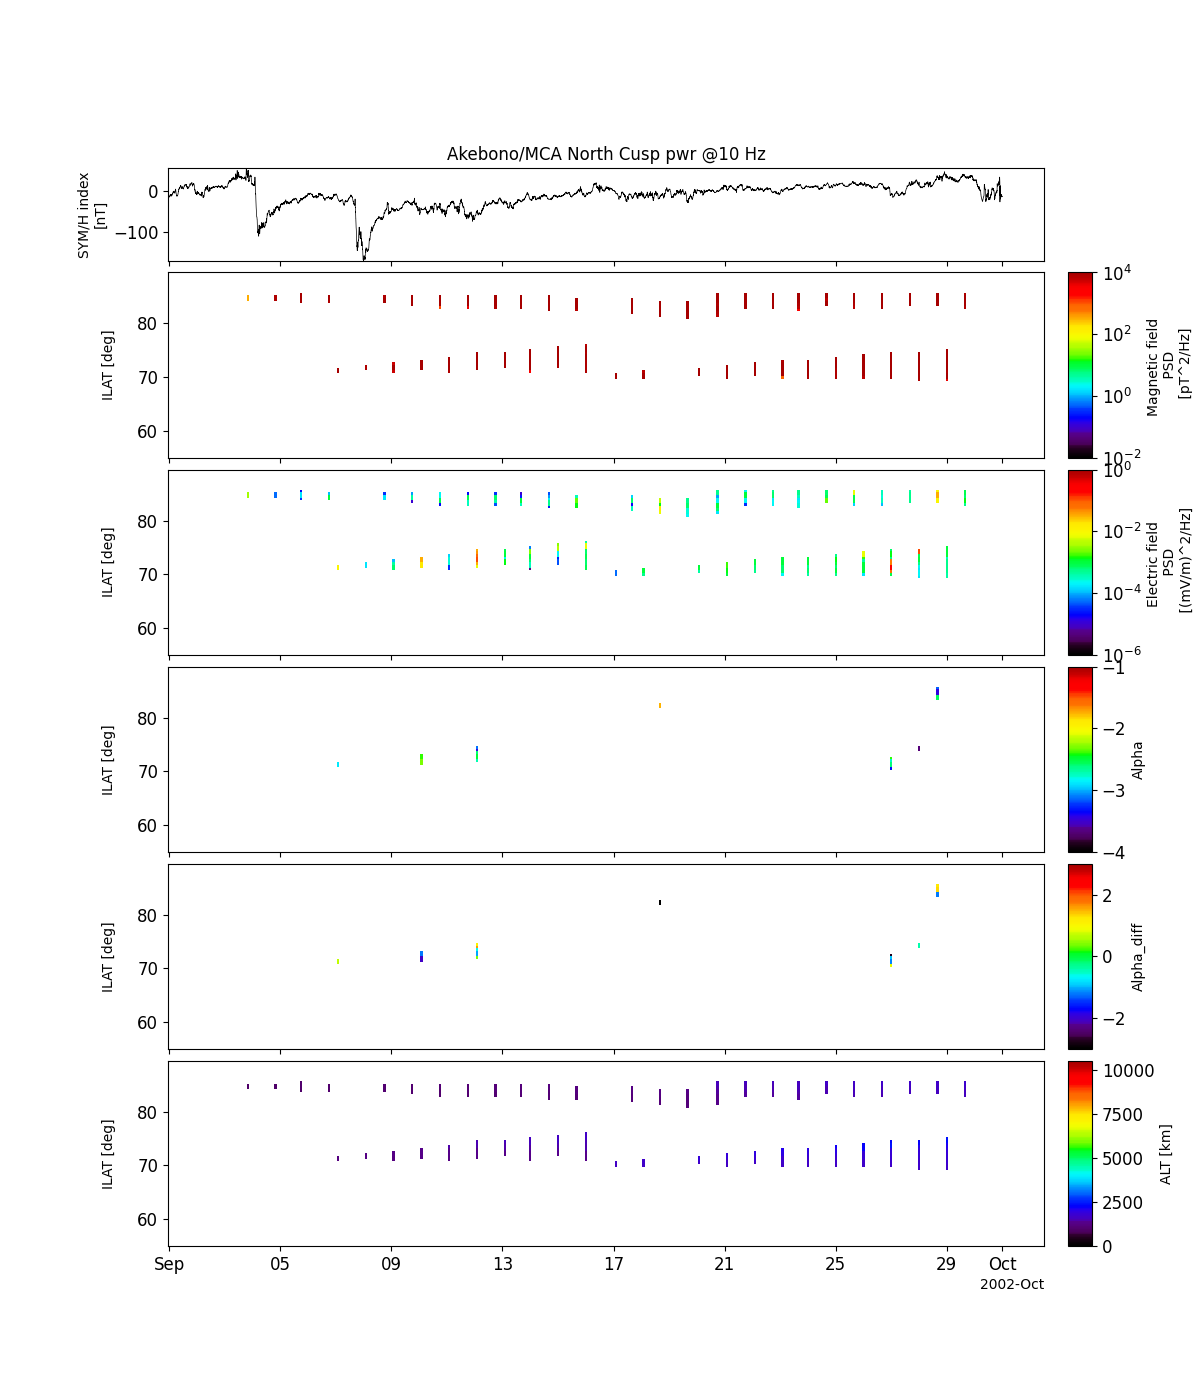 Akebono/MCA North Cusp pwr @10 Hz
SYM/H index
[nT]
0
−100
ILAT [deg]
80
70
60
10^4
10^2
10^0
10^−2
Magnetic field
PSD
[pT^2/Hz]
ILAT [deg]
80
70
60
10^0
10^−2
10^−4
10^−6
Electric field
PSD
[(mV/m)^2/Hz]
ILAT [deg]
80
70
60
−1
−2
−3
−4
Alpha
ILAT [deg]
80
70
60
2
0
−2
Alpha_diff
ILAT [deg]
80
70
60
10000
7500
5000
2500
0
ALT [km]
Sep 05 09 13 17 21 25 29 Oct
2002-Oct